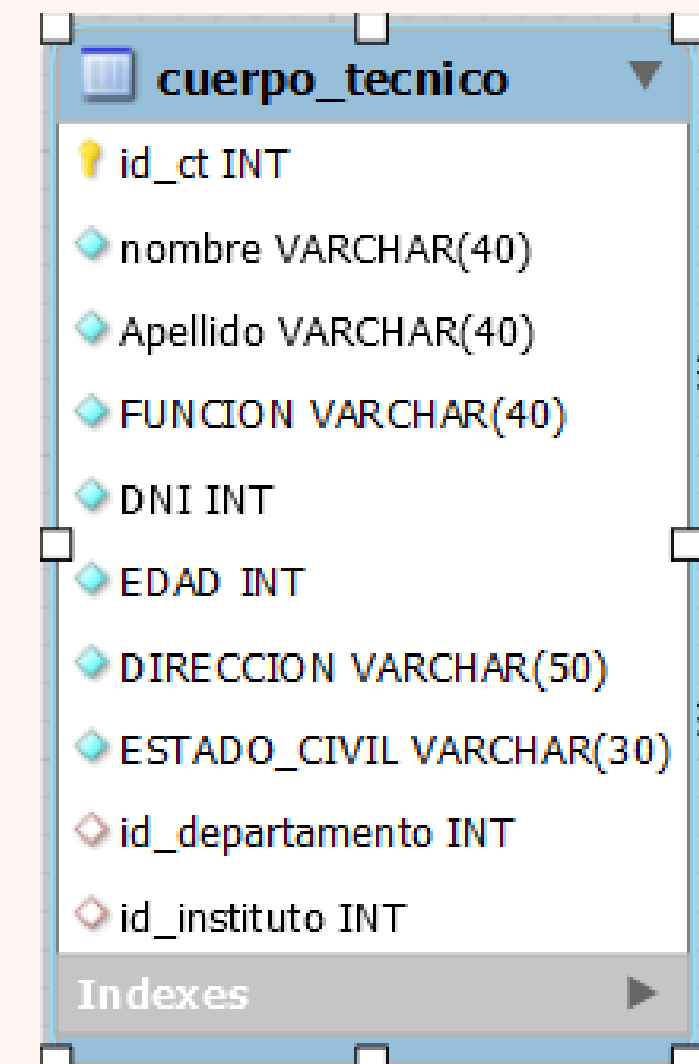 cuerpo_tecnico
id_ct INT
nombre VARCHAR(40)
Apellido VARCHAR(40)
FUNCION VARCHAR(40)
DNI INT
EDAD INT
DIRECCION VARCHAR(50)
ESTADO_CIVIL VARCHAR(30)
id_departamento INT
id_instituto INT
Indexes